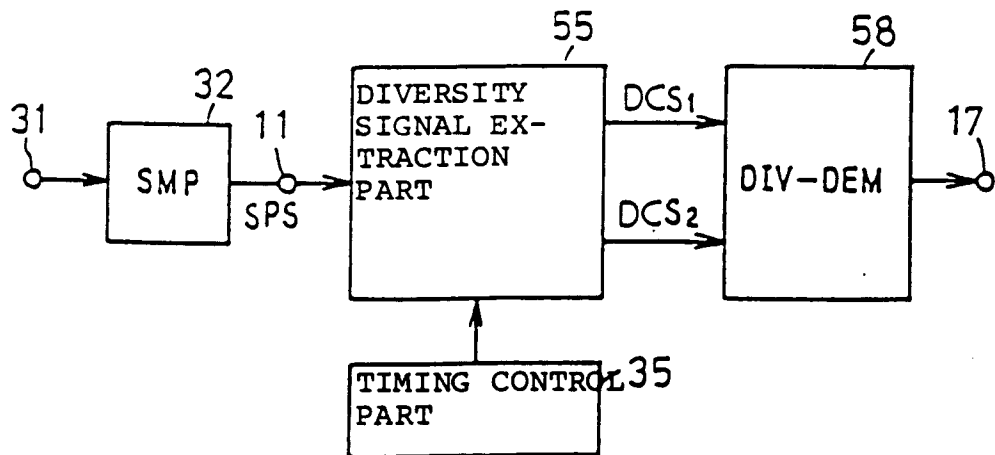 55
58
32
31
11
17
DIVERSITY
SIGNAL EX-
TRACTION
PART
DCS1
SMP
SPS
DIV-DEM
DCS2
TIMING CONTROL
PART
35